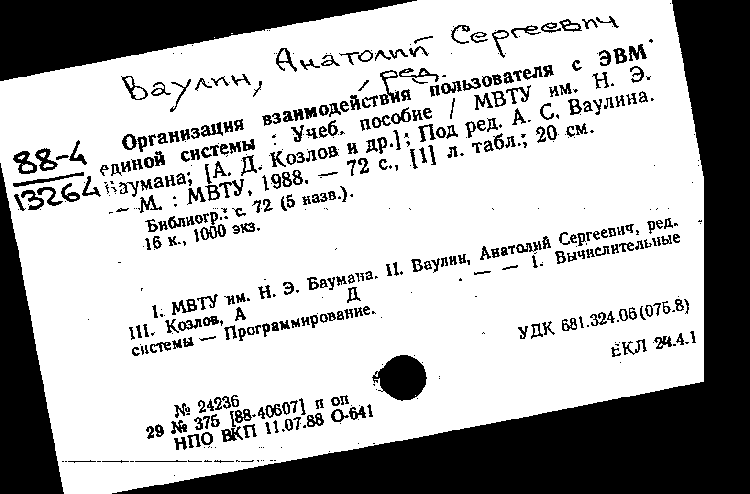 Ваулин, Анатолий Сергеевич
, ред.
88-4
13264
Организация взаимодействия пользователя с ЭВМ
единой системы : Учеб. пособие / МВТУ им. Н. Э.
Баумана; [А. Д. Козлов и др.]; Под ред. А. С. Ваулина.
— М. : МВТУ, 1988. — 72 с., [1] л. табл.; 20 см.
Библиогр.: с. 72 (5 назв.).
16 к., 1000 экз.
I. МВТУ им. Н. Э. Баумана. II. Ваулин, Анатолий Сергеевич, ред.
III. Козлов, А Д — — 1. Вычислительные
системы — Программирование.
УДК 681.324.06(075.8)
ЕКЛ 24.4.1
№ 24236
29 № 375 [88-40607] п оп
НПО ВКП 11.07.88 О-641